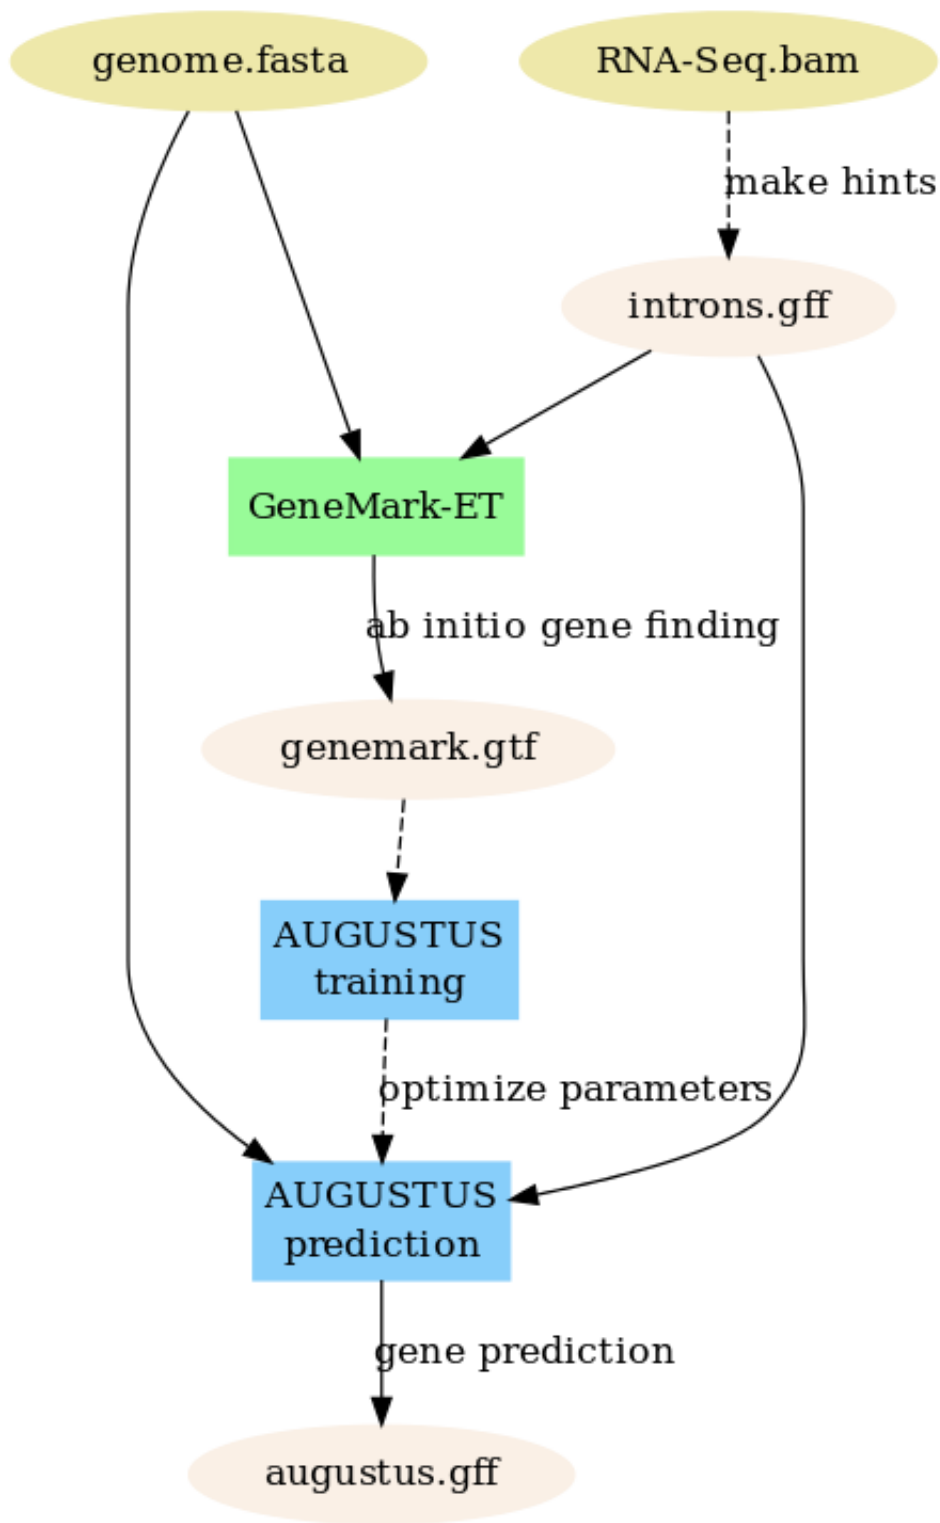 genome.fasta
RNA-Seq.bam
make hints
introns.gff
GeneMark-ET
ab initio gene finding
genemark.gtf
AUGUSTUS
training
optimize parameters
AUGUSTUS
prediction
gene prediction
augustus.gff